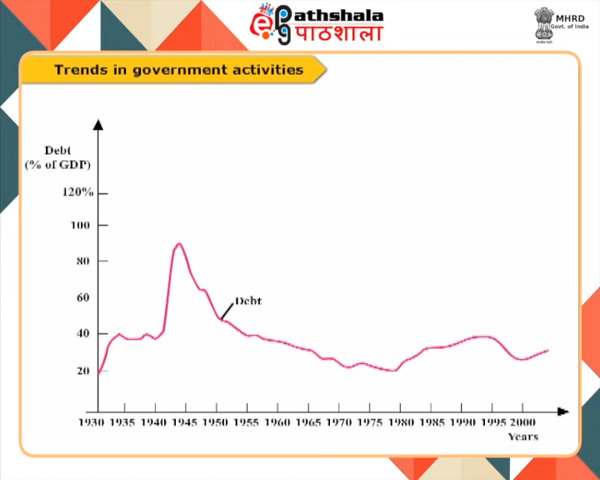 e Pathshala
पाठशाला
MHRD
Govt. of India
Trends in government activities
Debt
(% of GDP)
120%
100
80
60
40
20
Debt
1930 1935 1940 1945 1950 1955 1960 1965 1970 1975 1980 1985 1990 1995 2000
Years